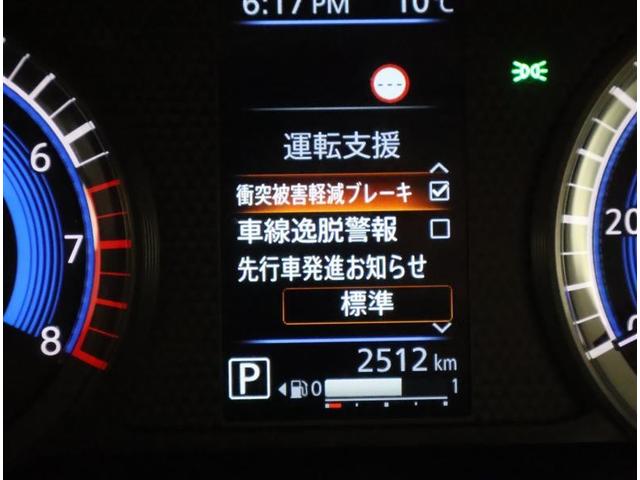 6:17 PM 10℃
---
運転支援
衝突被害軽減ブレーキ
車線逸脱警報
先行車発進お知らせ
標準
P 2512 km
0 1
6
7
8
20